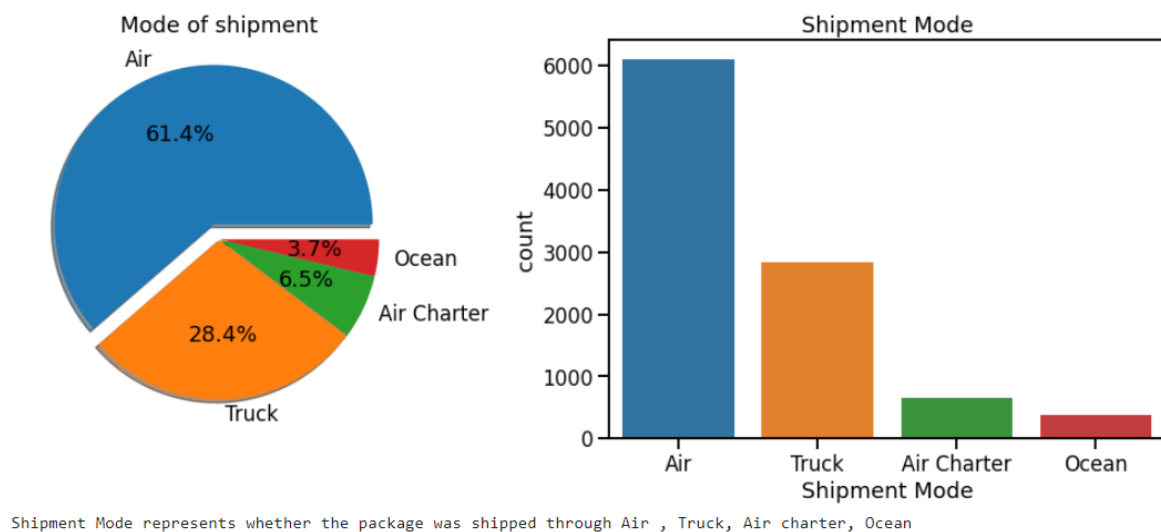 Mode of shipment
Air
61.4%
3.7%
Ocean
6.5%
Air Charter
28.4%
Truck
Shipment Mode
6000
5000
4000
3000
2000
1000
0
count
Air Truck Air Charter Ocean
Shipment Mode
Shipment Mode represents whether the package was shipped through Air , Truck, Air charter, Ocean